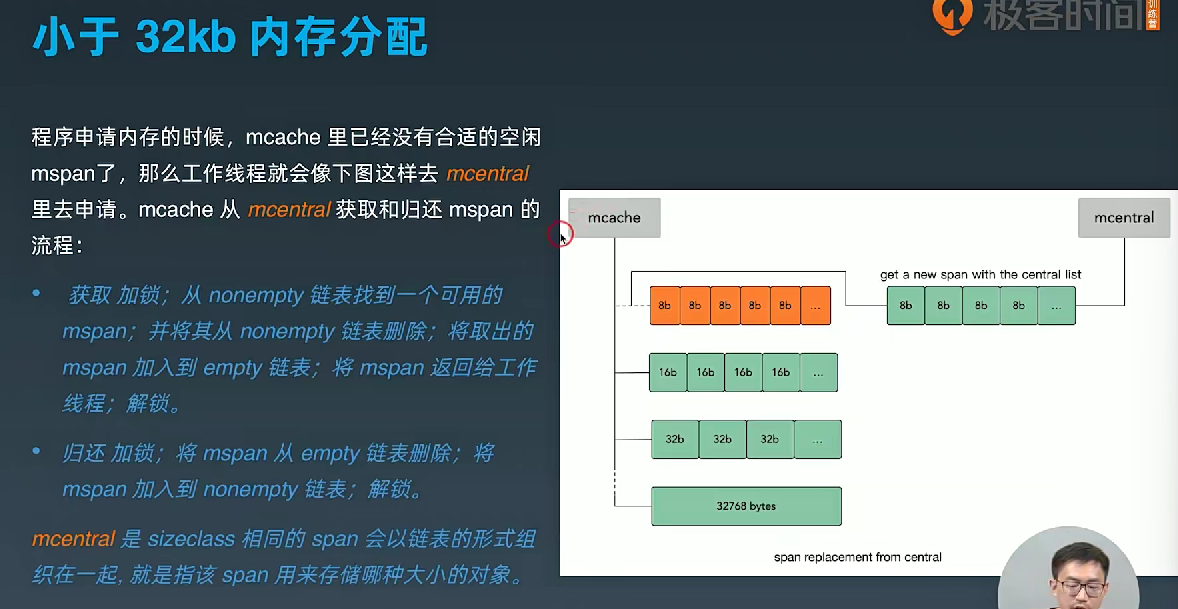 小于 32kb 内存分配
极客时间
训练营
程序申请内存的时候，mcache 里已经没有合适的空闲
mspan了，那么工作线程就会像下图这样去 mcentral
里去申请。mcache 从 mcentral 获取和归还 mspan 的
流程：
• 获取 加锁；从 nonempty 链表找到一个可用的
mspan；并将其从 nonempty 链表删除；将取出的
mspan 加入到 empty 链表；将 mspan 返回给工作
线程；解锁。
• 归还 加锁；将 mspan 从 empty 链表删除；将
mspan 加入到 nonempty 链表；解锁。
mcentral 是 sizeclass 相同的 span 会以链表的形式组
织在一起, 就是指该 span 用来存储哪种大小的对象。
mcache
mcentral
get a new span with the central list
8b 8b 8b 8b 8b ...
8b 8b 8b 8b ...
16b 16b 16b 16b ...
32b 32b 32b ...
32768 bytes
span replacement from central